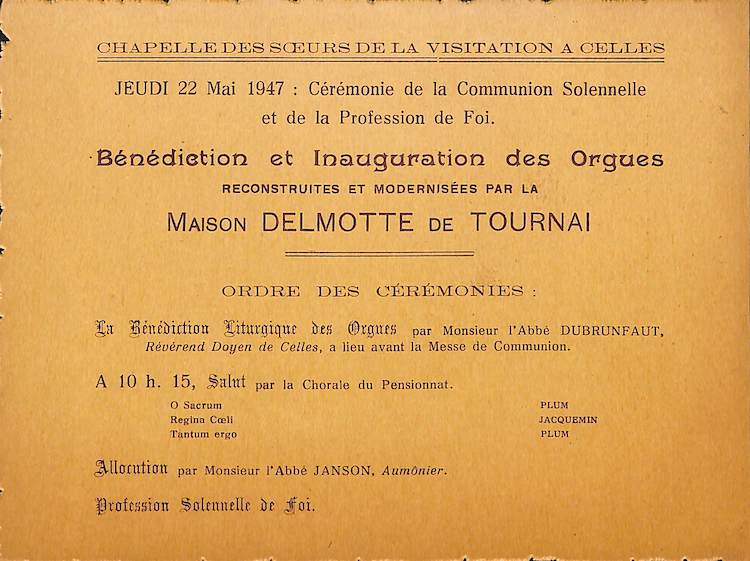 CHAPELLE DES SŒURS DE LA VISITATION A CELLES
JEUDI 22 Mai 1947 : Cérémonie de la Communion Solennelle
et de la Profession de Foi.
Bénédiction et Inauguration des Orgues
RECONSTRUITES ET MODERNISÉES PAR LA
MAISON DELMOTTE DE TOURNAI
ORDRE DES CÉRÉMONIES :
La Bénédiction Liturgique des Orgues par Monsieur l'Abbé DUBRUNFAUT,
Révérend Doyen de Celles, a lieu avant la Messe de Communion.
A 10 h. 15, Salut par la Chorale du Pensionnat.
O Sacrum PLUM
Regina Cœli JACQUEMIN
Tantum ergo PLUM
Allocution par Monsieur l'Abbé JANSON, Aumônier.
Profession Solennelle de Foi.